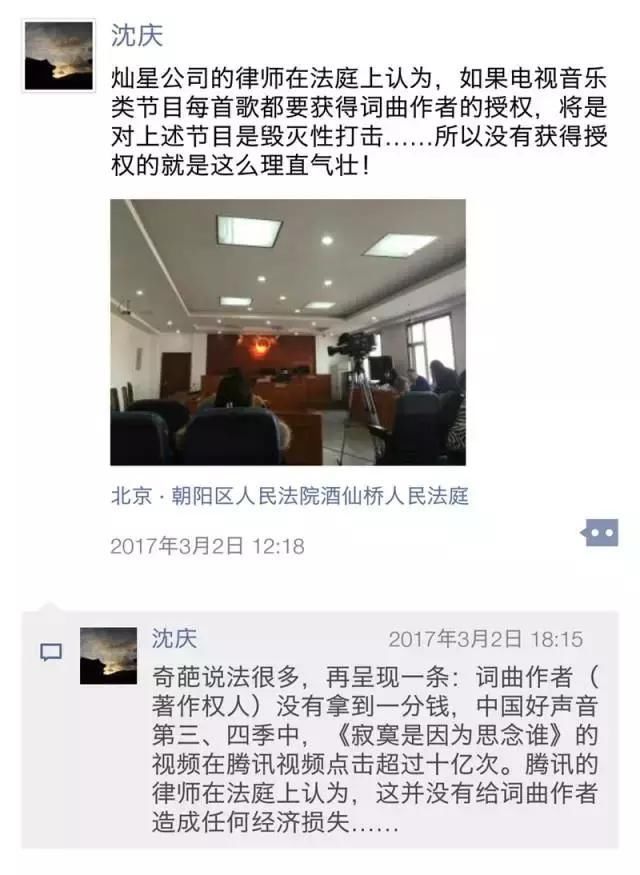 沈庆
灿星公司的律师在法庭上认为，如果电视音乐
类节目每首歌都要获得词曲作者的授权，将是
对上述节目是毁灭性打击……所以没有获得授
权的就是这么理直气壮！
北京·朝阳区人民法院酒仙桥人民法庭
2017年3月2日 12:18
沈庆
2017年3月2日 18:15
奇葩说法很多，再呈现一条：词曲作者（
著作权人）没有拿到一分钱，中国好声音
第三、四季中，《寂寞是因为思念谁》的
视频在腾讯视频点击超过十亿次。腾讯的
律师在法庭上认为，这并没有给词曲作者
造成任何经济损失……